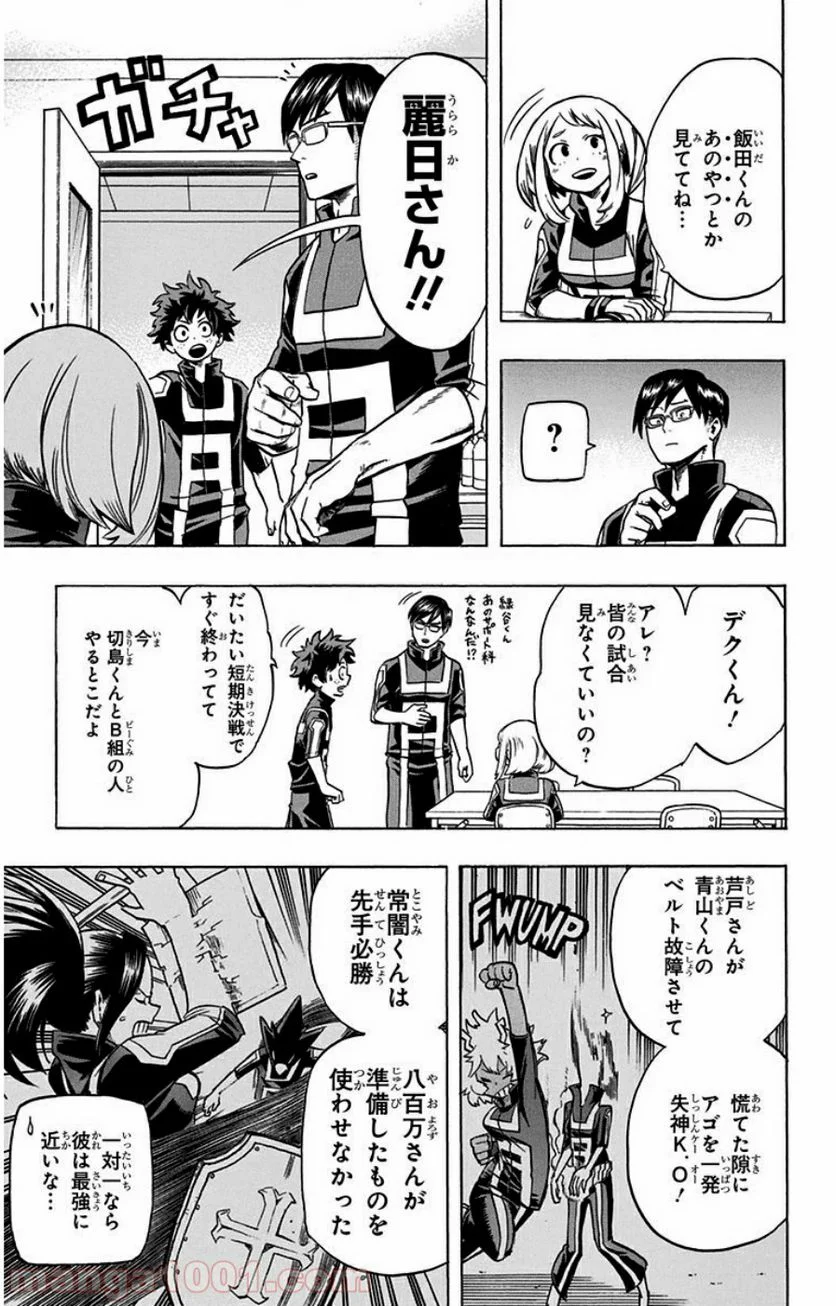 飯田くんの
あのやつとか
見ててね…
?
麗日さん!!
ガチャ
デクくん!
アレ?
皆の試合
見なくていいの?
緑谷くん
あのサポート科
なんなんだ!?
だいたい短期決戦で
すぐ終わってて
今
切島くんとB組の人
やるとこだよ
芦戸さんが
青山くんの
ベルト故障させて
慌てた隙に
アゴを一発
失神K.O!
FWUMP
常闇くんは
先手必勝
八百万さんが
準備したものを
使わせなかった
一対一なら
彼は最強に
近いな…
manga1001.com